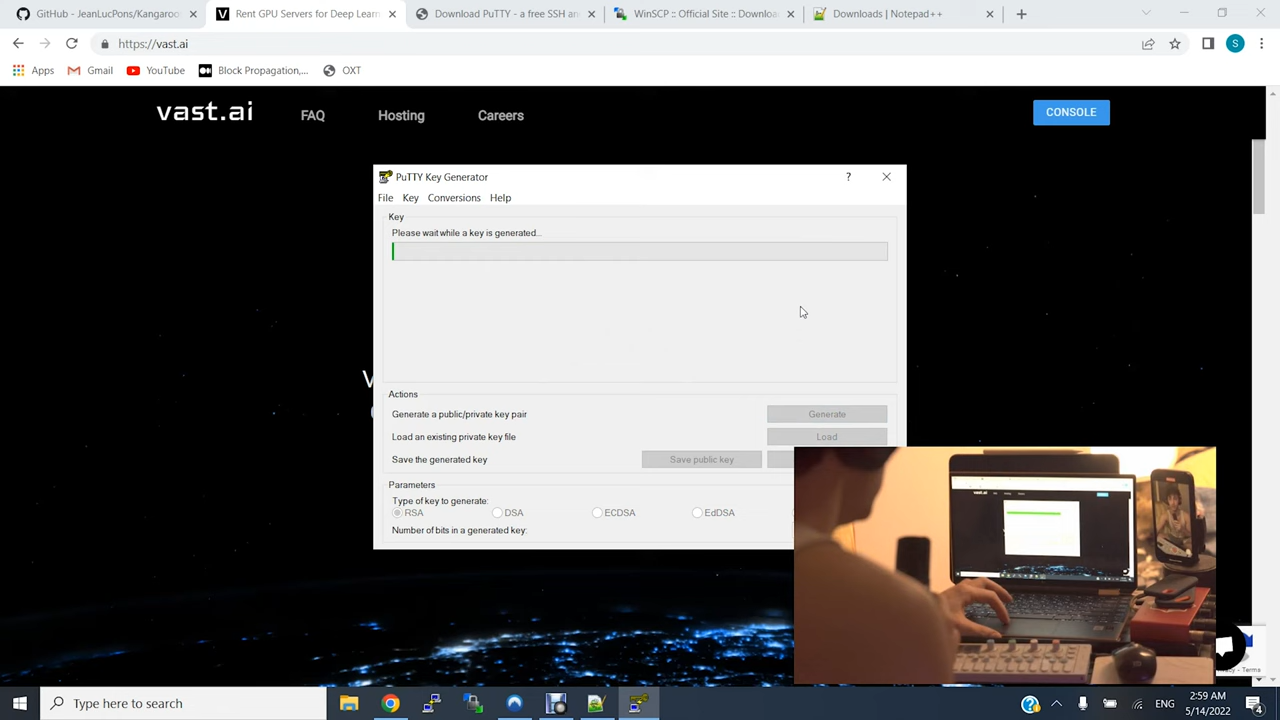 GitHub - JeanLucPons/Kangaroo
Rent GPU Servers for Deep Learn
Download PuTTY - a free SSH an
WinSCP :: Official Site :: Downloa
Downloads | Notepad++
https://vast.ai
S
Apps
Gmail
YouTube
Block Propagation,...
OXT
vast.ai
FAQ
Hosting
Careers
CONSOLE
PuTTY Key Generator
?
File
Key
Conversions
Help
Key
Please wait while a key is generated...
Actions
Generate a public/private key pair
Generate
Load an existing private key file
Load
Save the generated key
Save public key
Parameters
Type of key to generate:
RSA
DSA
ECDSA
EdDSA
Number of bits in a generated key:
- Terms
Type here to search
ENG
2:59 AM
5/14/2022
4